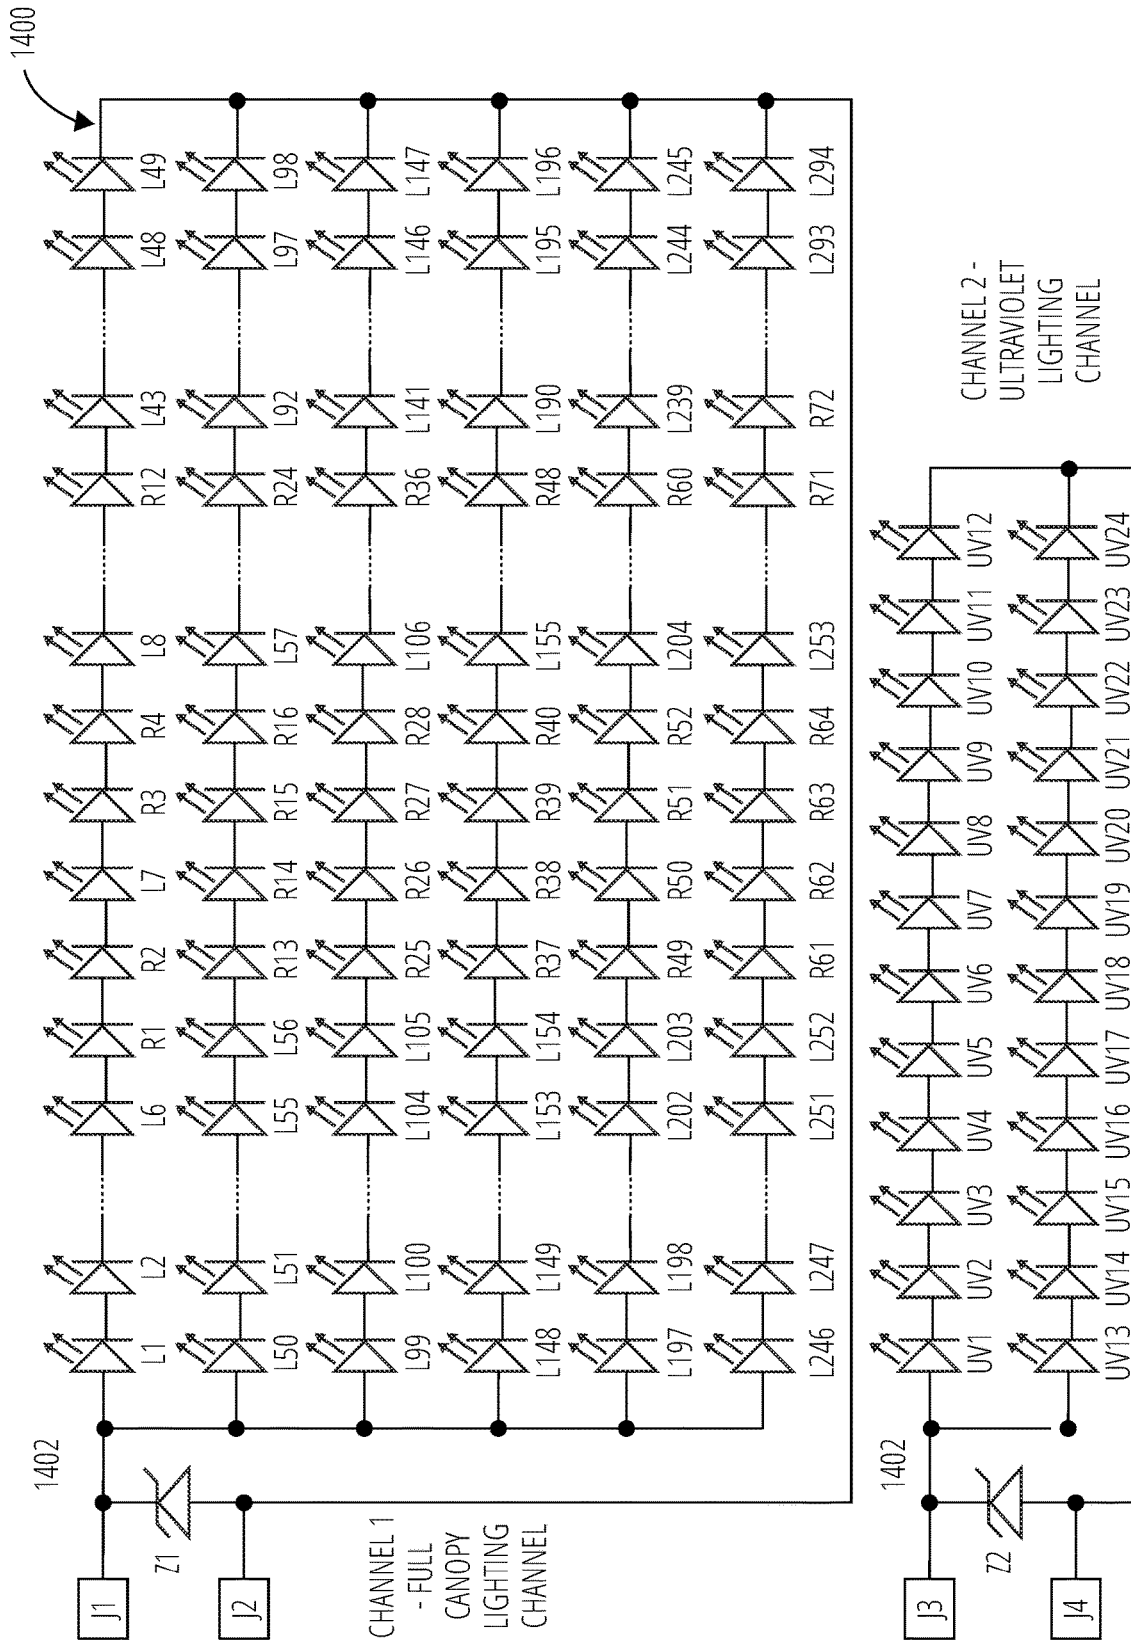 1400
1402
J1
Z1
J2
L1 L2 L6 R1 R2 L7 R3 R4 L8 R12 L43 L48 L49
L50 L51 L55 L56 R13 R14 R15 R16 L57 R24 L92 L97 L98
L99 L100 L104 L105 R25 R26 R27 R28 L106 R36 L141 L146 L147
L148 L149 L153 L154 R37 R38 R39 R40 L155 R48 L190 L195 L196
L197 L198 L202 L203 R49 R50 R51 R52 L204 R60 L239 L244 L245
L246 L247 L251 L252 R61 R62 R63 R64 L253 R71 R72 L293 L294
CHANNEL 1
- FULL
CANOPY
LIGHTING
CHANNEL
1402
J3
Z2
J4
UV1 UV2 UV3 UV4 UV5 UV6 UV7 UV8 UV9 UV10 UV11 UV12
UV13 UV14 UV15 UV16 UV17 UV18 UV19 UV20 UV21 UV22 UV23 UV24
CHANNEL 2 -
ULTRAVIOLET
LIGHTING
CHANNEL